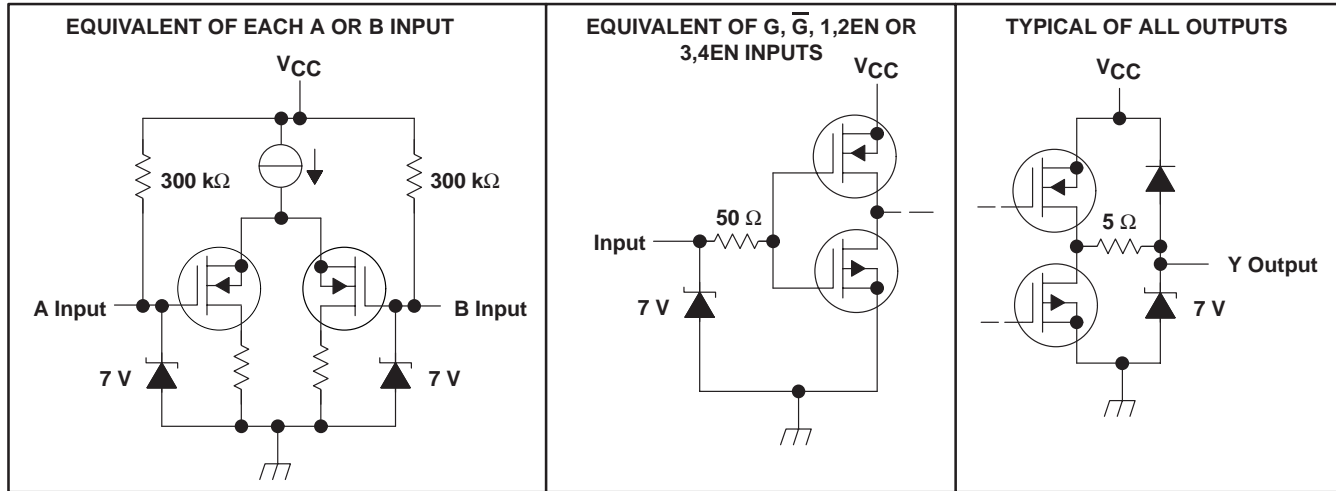 EQUIVALENT OF EACH A OR B INPUT
VCC
300 kΩ
300 kΩ
A Input
B Input
7 V
7 V
EQUIVALENT OF G, G̅, 1,2EN OR
3,4EN INPUTS
VCC
50 Ω
Input
7 V
TYPICAL OF ALL OUTPUTS
VCC
5 Ω
Y Output
7 V